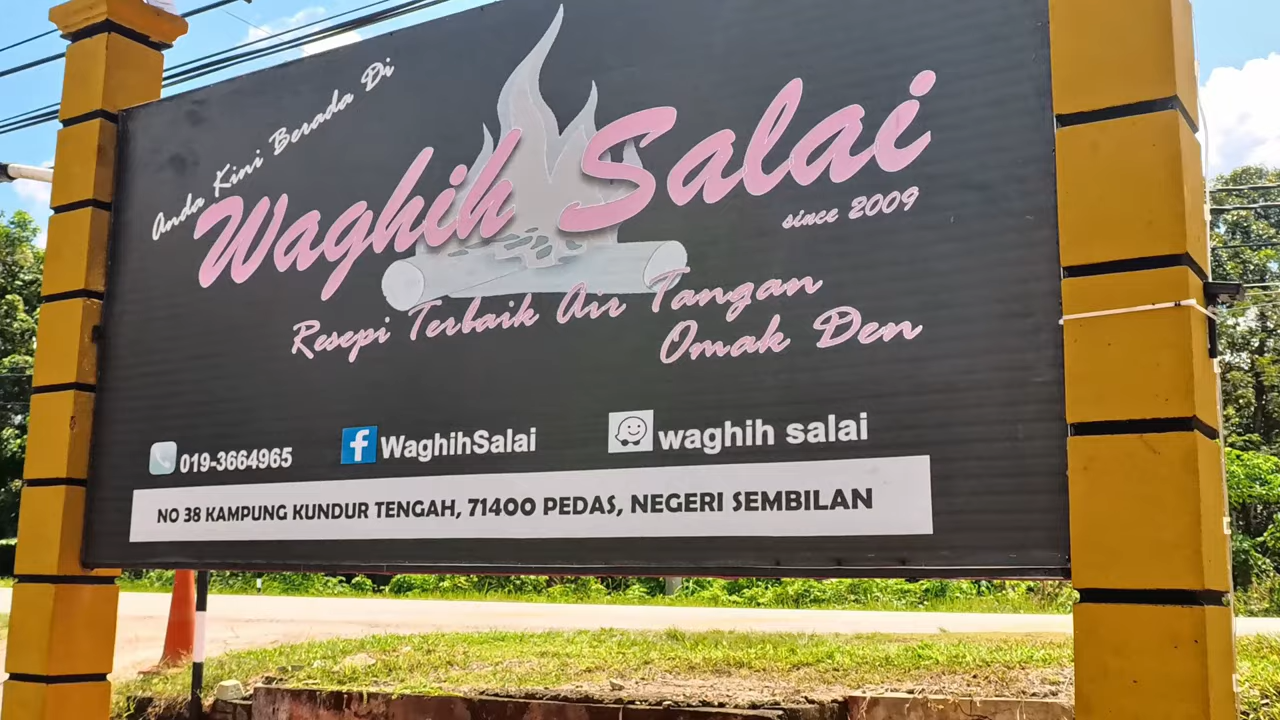 Anda Kini Berada Di
Waghih Salai
since 2009
Resepi Terbaik Air Tangan
Omak Den
019-3664965
WaghihSalai
waghih salai
NO 38 KAMPUNG KUNDUR TENGAH, 71400 PEDAS, NEGERI SEMBILAN